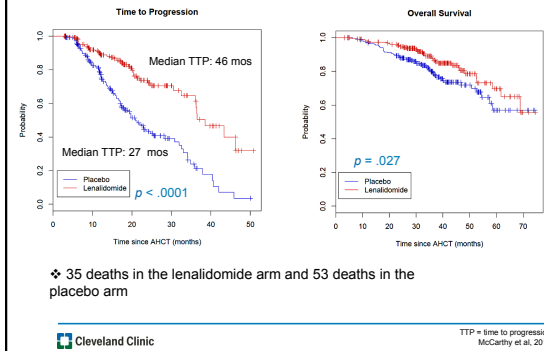 Time to Progression
Overall Survival
Probability
0.0 0.2 0.4 0.6 0.8 1.0
Median TTP: 46 mos
Median TTP: 27 mos
Placebo
Lenalidomide
p < .0001
0 10 20 30 40 50
Time since AHCT (months)
Probability
0.0 0.2 0.4 0.6 0.8 1.0
p = .027
Placebo
Lenalidomide
0 10 20 30 40 50 60 70
Time since AHCT (months)
❖ 35 deaths in the lenalidomide arm and 53 deaths in the
placebo arm
Cleveland Clinic
TTP = time to progressio
McCarthy et al, 20